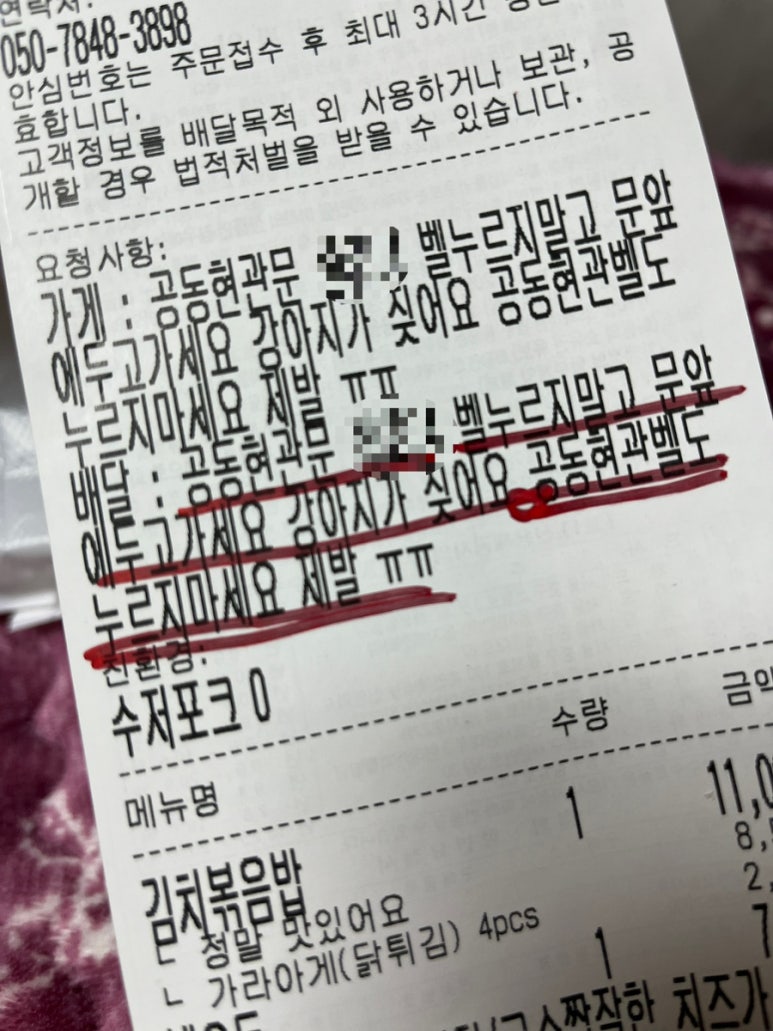 연락처:
050-7848-3898
안심번호는 주문접수 후 최대 3시간
효합니다.
고객정보를 배달목적 외 사용하거나 보관, 공
개할 경우 법적처벌을 받을 수 있습니다.
요청사항:
가게 : 공동현관문 벨누르지말고 문앞
에두고가세요 강아지가 짖어요 공동현관벨도
누르지마세요 제발 ㅠㅠ
배달 : 공동현관문 벨누르지말고 문앞
에두고가세요 강아지가 짖어요 공동현관벨도
누르지마세요 제발 ㅠㅠ
친환경:
수저포크 0
메뉴명 수량 금액
김치볶음밥 1 11,0
ㄴ 정말 맛있어요 8,
ㄴ 가라아게(닭튀김) 4pcs 2,
1 7
치즈가